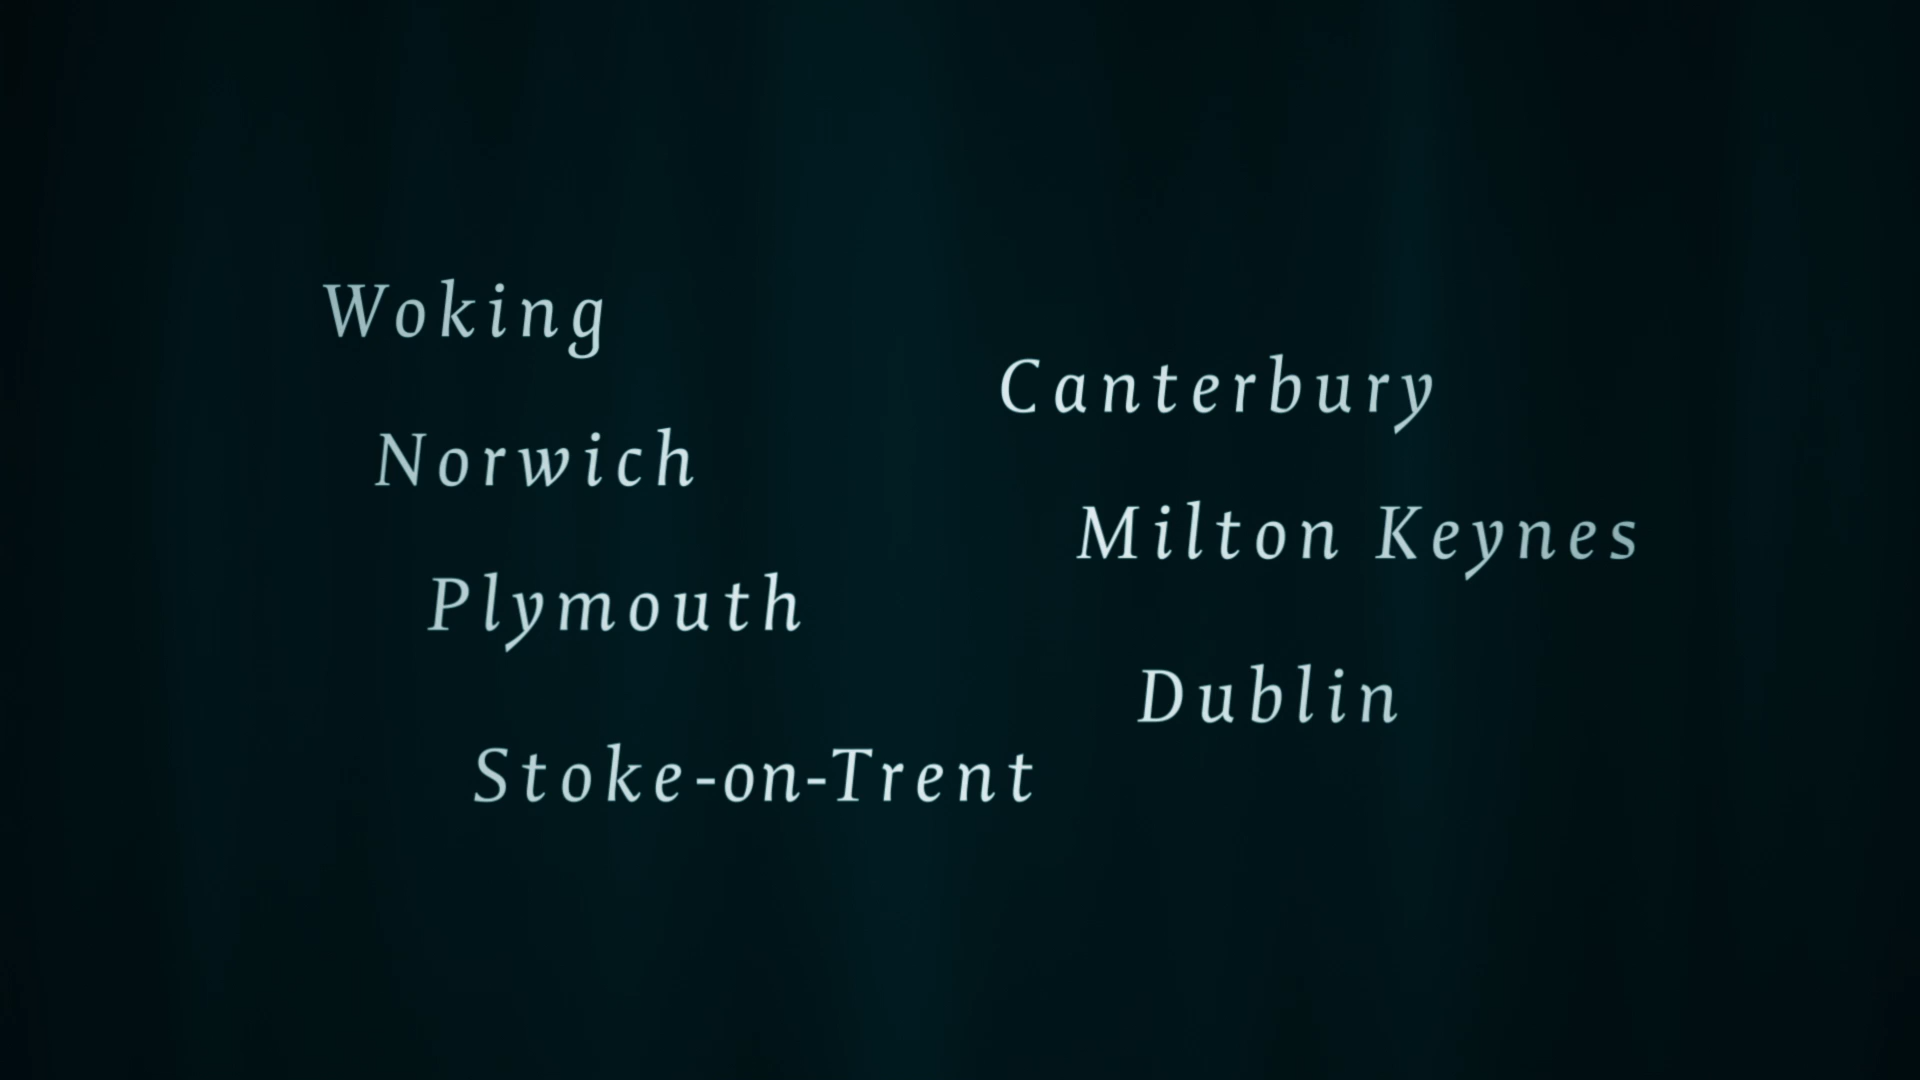 Woking
Norwich
Plymouth
Stoke-on-Trent
Canterbury
Milton Keynes
Dublin